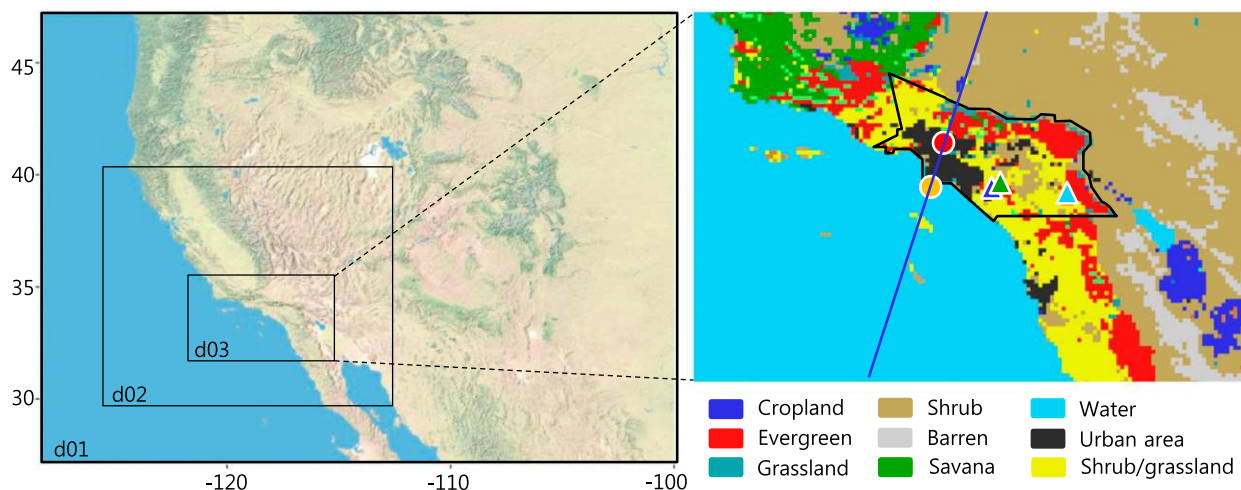 45
40
35
30
d03
d02
d01
-120
-110
-100
Cropland
Shrub
Water
Evergreen
Barren
Urban area
Grassland
Savana
Shrub/grassland